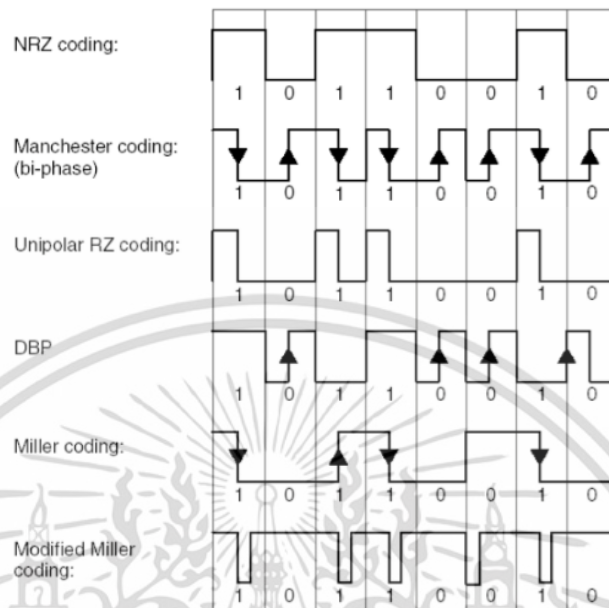 NRZ coding:
1 0 1 1 0 0 1 0
Manchester coding:
(bi-phase)
1 0 1 1 0 0 1 0
Unipolar RZ coding:
1 0 1 1 0 0 1 0
DBP
1 0 1 1 0 0 1 0
Miller coding:
1 0 1 1 0 0 1 0
Modified Miller
coding:
1 0 1 1 0 0 1 0